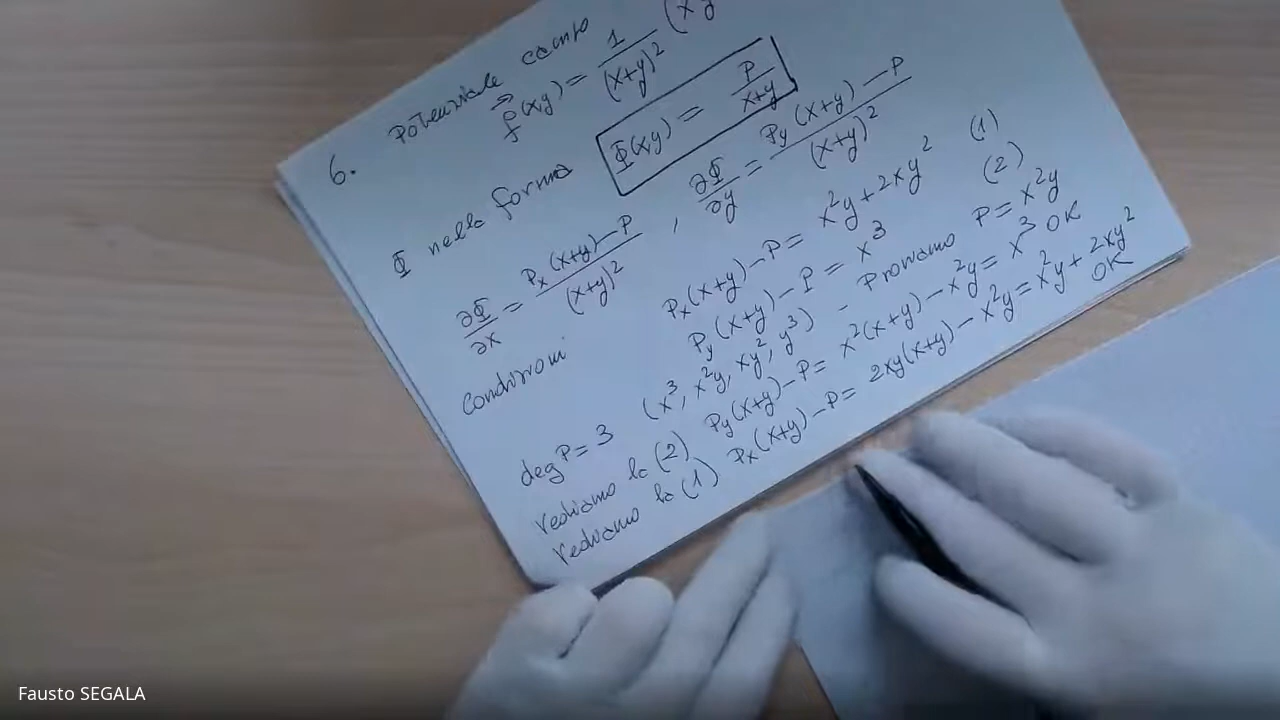 6. Potenziale campo
f⃗(x,y) = 1/(x+y)² (xy
Φ nella forma Φ(x,y) = P/(x+y)
∂Φ/∂x = (Pₓ(x+y)−P)/(x+y)² , ∂Φ/∂y = (P_y(x+y)−P)/(x+y)²
Condizioni Pₓ(x+y)−P = x²y+2xy² (1)
P_y(x+y)−P = x³ (2)
deg P=3 (x³, x²y, xy², y³) - Proviamo P=x²y
Vediamo la (2) P_y(x+y)−P= x²(x+y)−x²y= x³ OK
Vediamo la (1) Pₓ(x+y)−P= 2xy(x+y)−x²y=x²y+2xy² OK
Fausto SEGALA